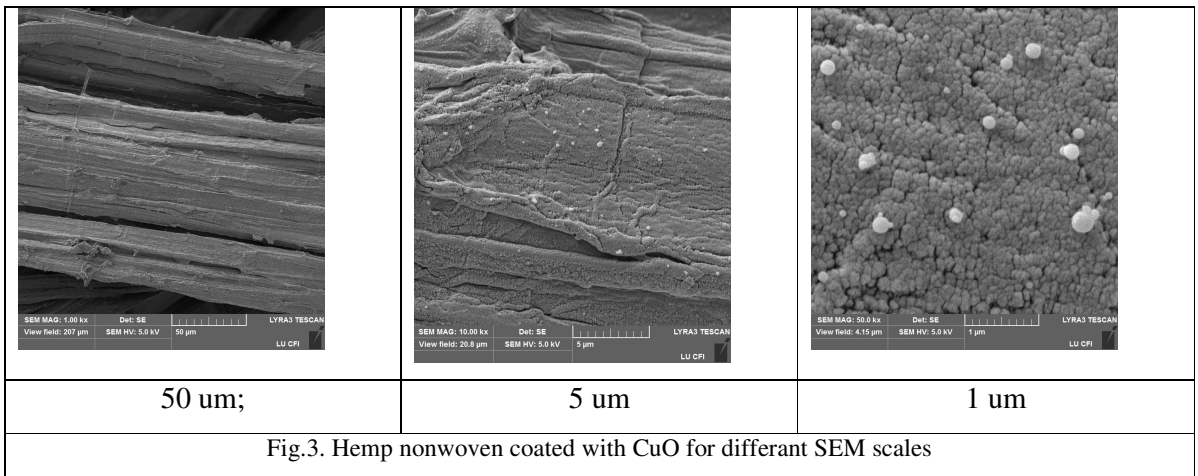 SEM MAG: 1.00 kx Det: SE LYRA3 TESCAN
View field: 207 µm SEM HV: 5.0 kV 50 µm
LU CFI
SEM MAG: 10.00 kx Det: SE LYRA3 TESCAN
View field: 20.8 µm SEM HV: 5.0 kV 5 µm
LU CFI
SEM MAG: 50.0 kx Det: SE LYRA3 TESCAN
View field: 4.15 µm SEM HV: 5.0 kV 1 µm
LU CFI
50 um;
5 um
1 um
Fig.3. Hemp nonwoven coated with CuO for differant SEM scales